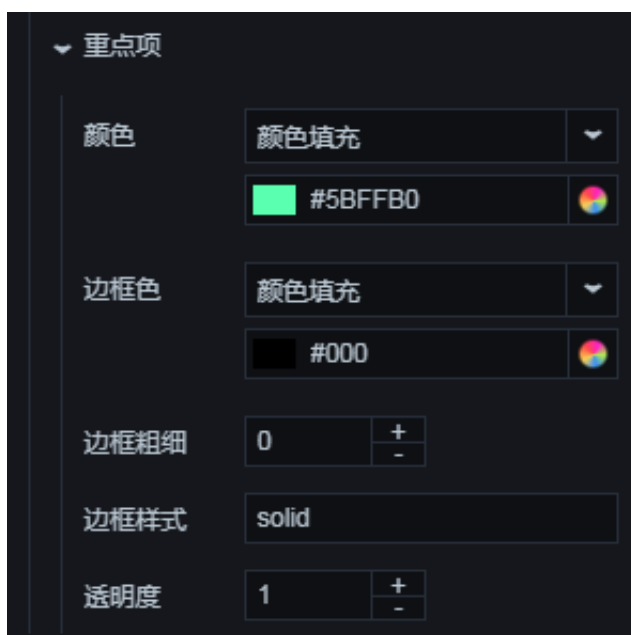 重点项
颜色 颜色填充
#5BFFB0
边框色 颜色填充
#000
边框粗细 0 + -
边框样式 solid
透明度 1 + -